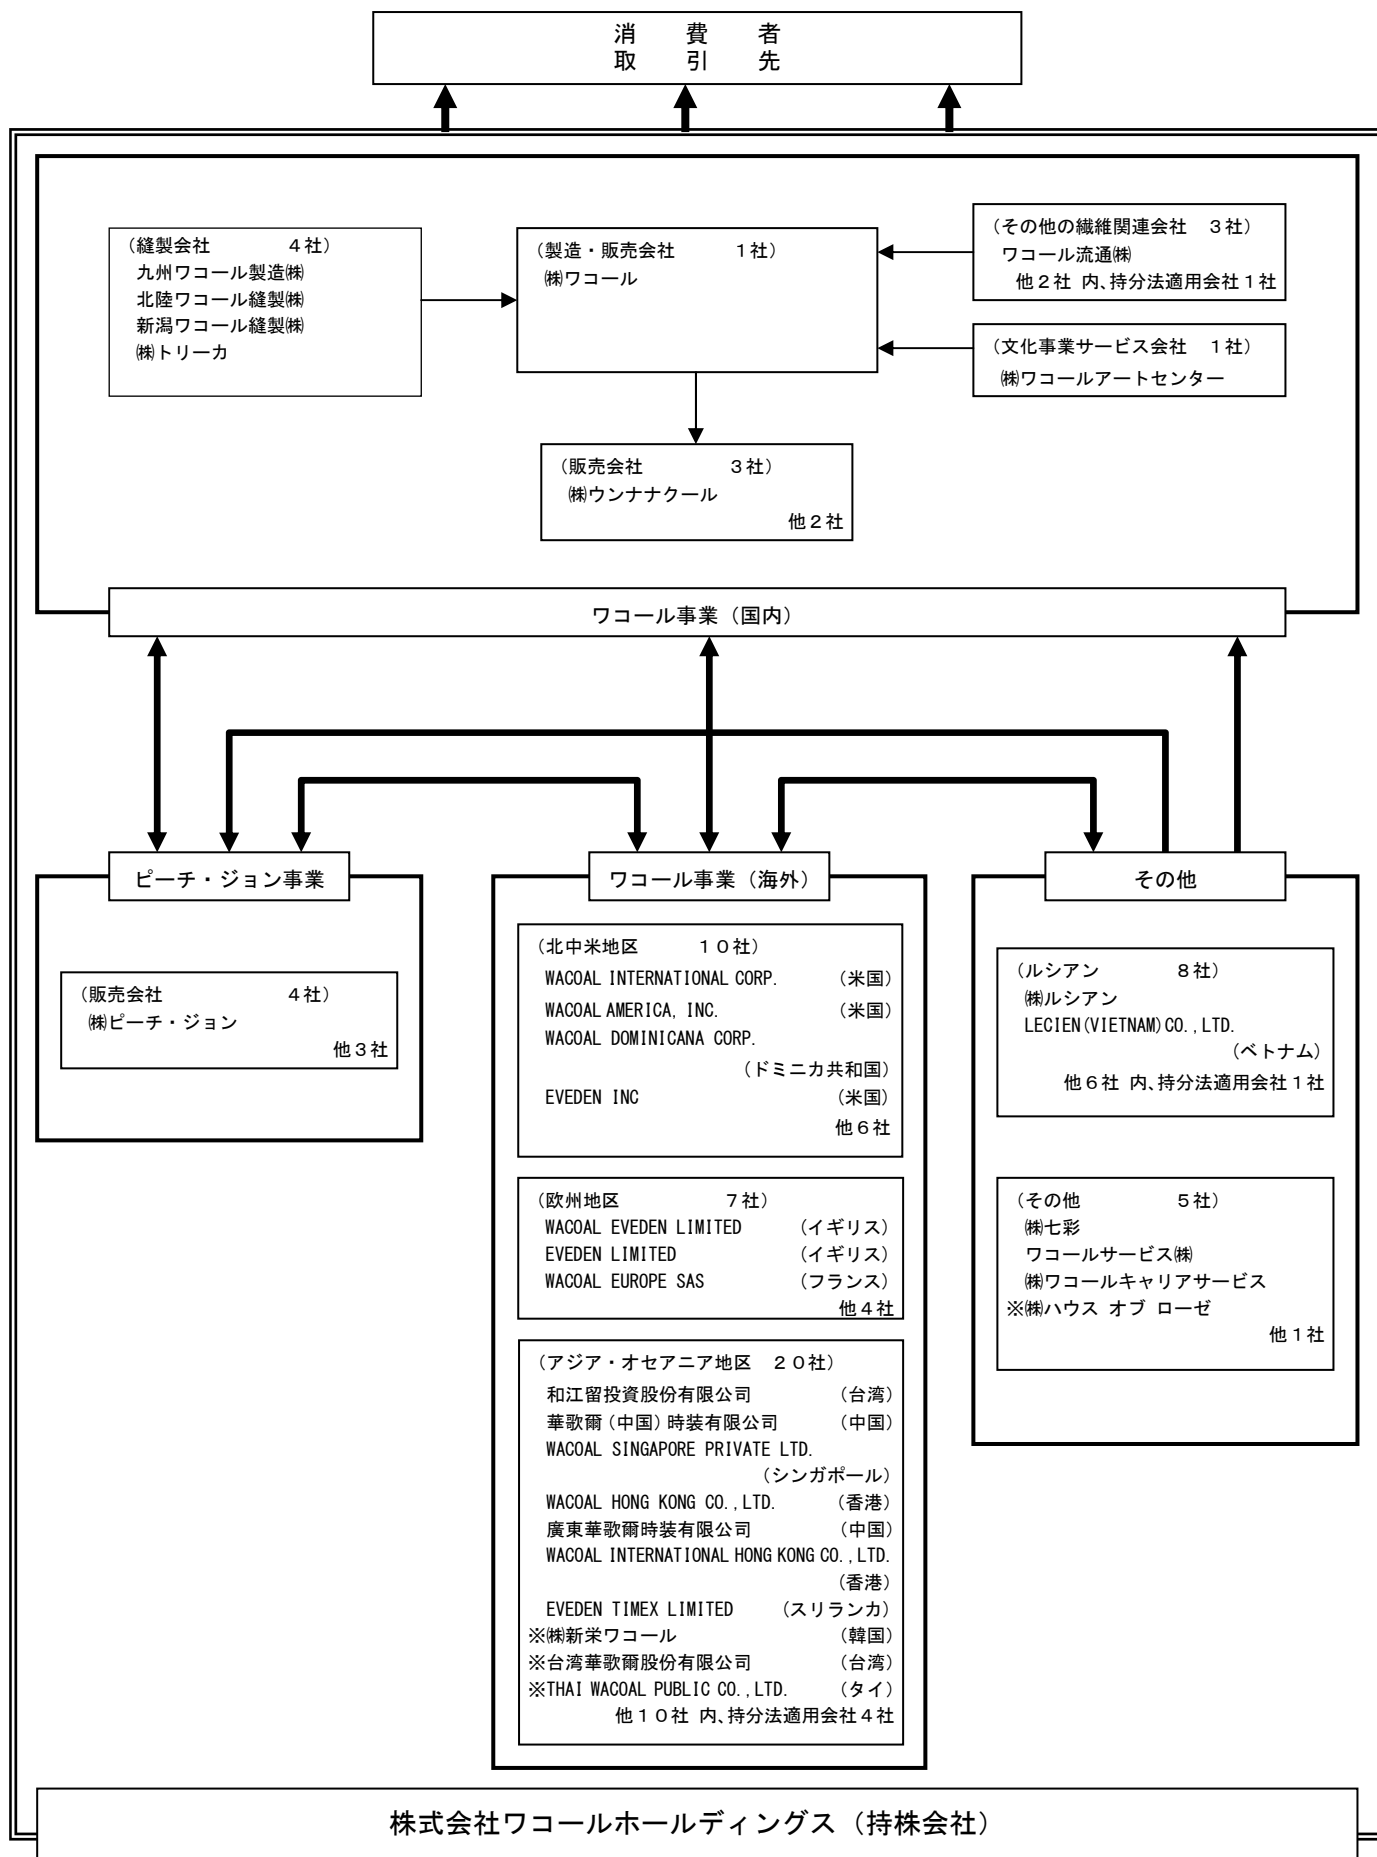 消　費　者
取　引　先
（縫製会社　　　４社）
九州ワコール製造㈱
北陸ワコール縫製㈱
新潟ワコール縫製㈱
㈱トリーカ
（製造・販売会社　　　１社）
㈱ワコール
（その他の繊維関連会社　３社）
ワコール流通㈱
他２社 内、持分法適用会社１社
（文化事業サービス会社　１社）
㈱ワコールアートセンター
（販売会社　　　　３社）
㈱ウンナナクール
他２社
ワコール事業（国内）
ピーチ・ジョン事業
（販売会社　　　　　４社）
㈱ピーチ・ジョン
他３社
ワコール事業（海外）
（北中米地区　　　１０社）
WACOAL INTERNATIONAL CORP.　（米国）
WACOAL AMERICA, INC.　（米国）
WACOAL DOMINICANA CORP.
（ドミニカ共和国）
EVEDEN INC　（米国）
他６社
（欧州地区　　　　　７社）
WACOAL EVEDEN LIMITED　（イギリス）
EVEDEN LIMITED　（イギリス）
WACOAL EUROPE SAS　（フランス）
他４社
（アジア・オセアニア地区　２０社）
和江留投資股份有限公司　（台湾）
華歌爾（中国）時装有限公司　（中国）
WACOAL SINGAPORE PRIVATE LTD.
（シンガポール）
WACOAL HONG KONG CO.,LTD.　（香港）
廣東華歌爾時装有限公司　（中国）
WACOAL INTERNATIONAL HONG KONG CO.,LTD.
（香港）
EVEDEN TIMEX LIMITED　（スリランカ）
※㈱新栄ワコール　（韓国）
※台湾華歌爾股份有限公司　（台湾）
※THAI WACOAL PUBLIC CO.,LTD.　（タイ）
他１０社 内、持分法適用会社４社
その他
（ルシアン　　　　８社）
㈱ルシアン
LECIEN(VIETNAM)CO.,LTD.
（ベトナム）
他６社 内、持分法適用会社１社
（その他　　　　　５社）
㈱七彩
ワコールサービス㈱
㈱ワコールキャリアサービス
※㈱ハウス オブ ローゼ
他１社
株式会社ワコールホールディングス（持株会社）